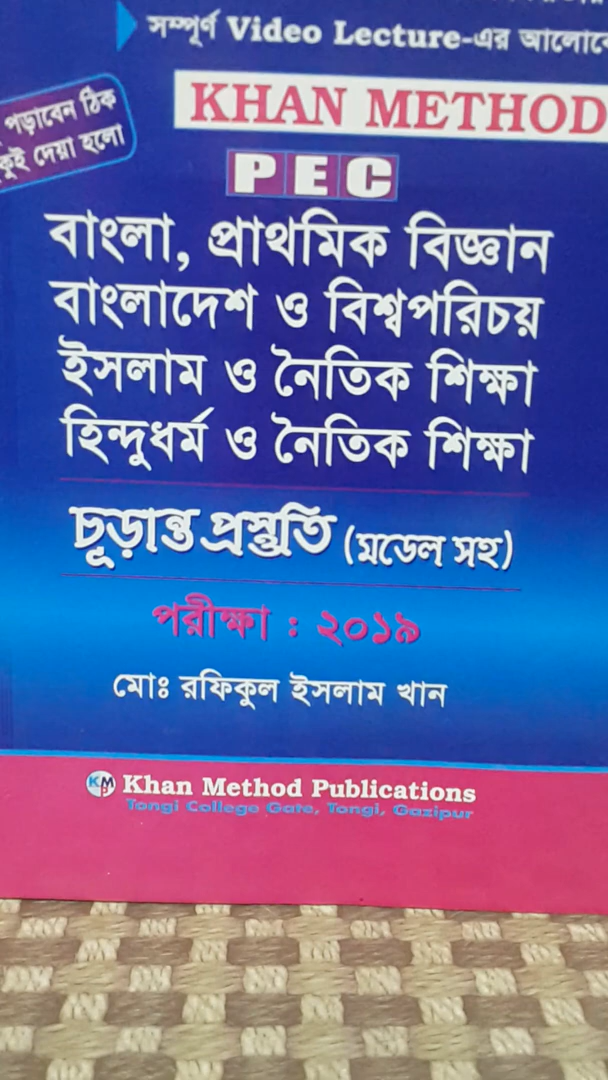 সম্পূর্ণ Video Lecture-এর আলোকে
পড়াবেন ঠিক
দেয়া হলো
KHAN METHOD
PEC
বাংলা, প্রাথমিক বিজ্ঞান
বাংলাদেশ ও বিশ্বপরিচয়
ইসলাম ও নৈতিক শিক্ষা
হিন্দুধর্ম ও নৈতিক শিক্ষা
চূড়ান্ত প্রস্তুতি (মডেল সহ)
পরীক্ষা : ২০১৯
মোঃ রফিকুল ইসলাম খান
KMP Khan Method Publications
Tongi College Gate, Tongi, Gazipur